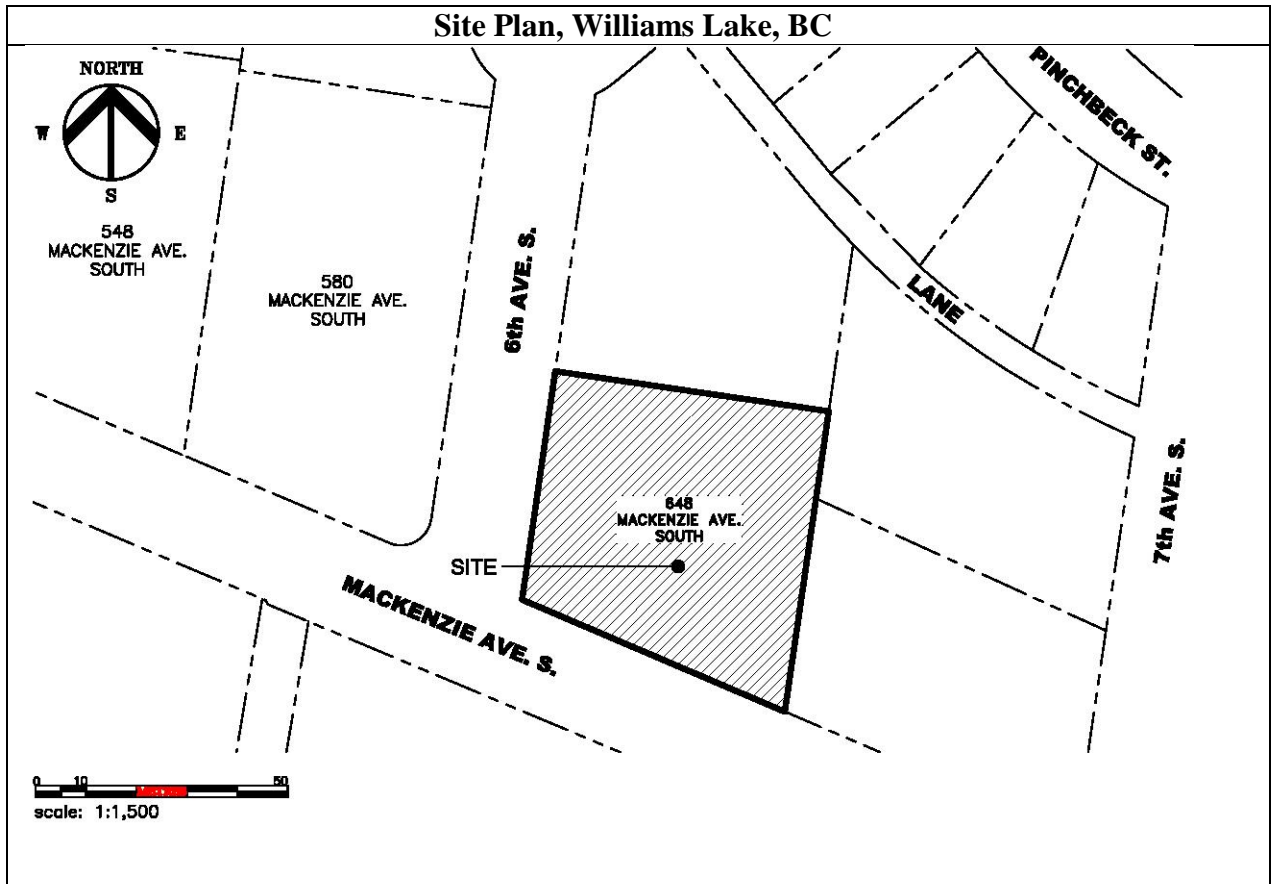 Site Plan, Williams Lake, BC
NORTH
W
E
S
548
MACKENZIE AVE.
SOUTH
580
MACKENZIE AVE.
SOUTH
6th AVE. S.
PINCHBECK ST.
LANE
7th AVE. S.
648
MACKENZIE AVE.
SOUTH
SITE
MACKENZIE AVE. S.
0 10 50
scale: 1:1,500